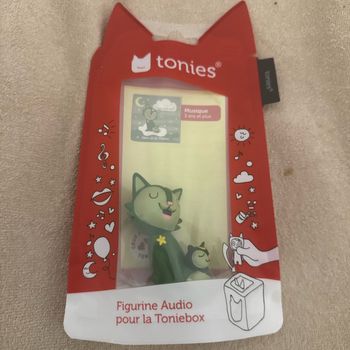 tonies®
tonies®
Musique
3 ans et plus
Figurine Audio
pour la Toniebox